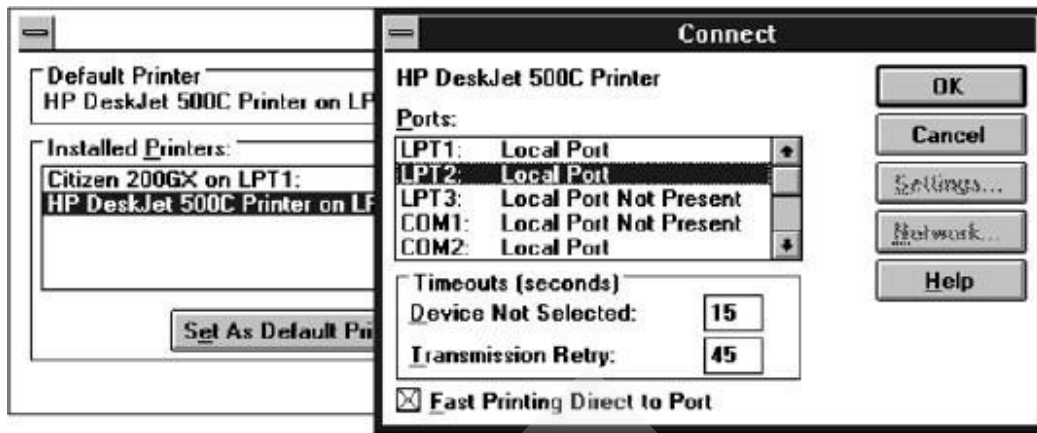 Default Printer
HP DeskJet 500C Printer on LP
Installed Printers:
Citizen 200GX on LPT1:
HP DeskJet 500C Printer on LP
Set As Default Pri
Connect
HP DeskJet 500C Printer
Ports:
LPT1: Local Port
LPT2: Local Port
LPT3: Local Port Not Present
COM1: Local Port Not Present
COM2: Local Port
Timeouts (seconds)
Device Not Selected: 15
Transmission Retry: 45
Fast Printing Direct to Port
OK
Cancel
Settings...
Network...
Help